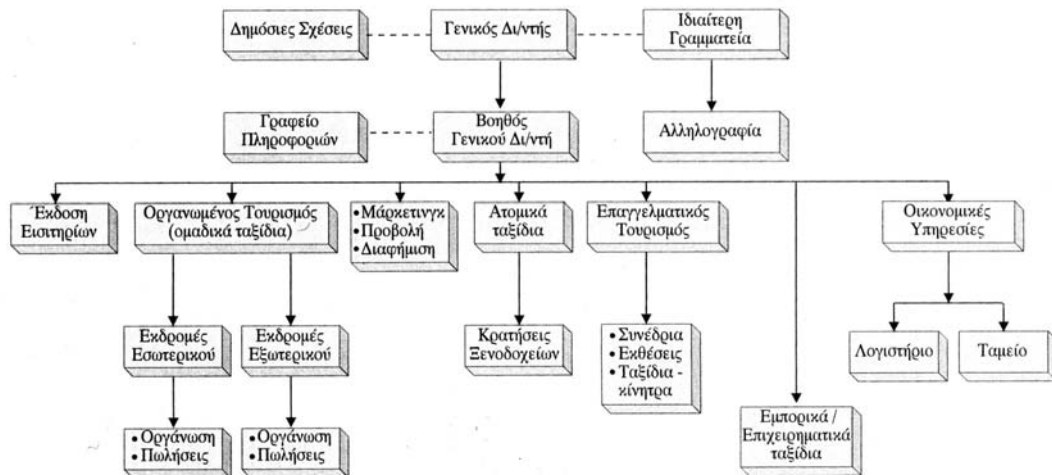 Δημόσιες Σχέσεις
Γενικός Δι/ντής
Ιδιαίτερη
Γραμματεία
Γραφείο
Πληροφοριών
Βοηθός
Γενικού Δι/ντή
Αλληλογραφία
Έκδοση
Εισιτηρίων
Οργανωμένος Τουρισμός
(ομαδικά ταξίδια)
•Μάρκετινγκ
•Προβολή
•Διαφήμιση
Ατομικά
ταξίδια
Επαγγελματικός
Τουρισμός
Οικονομικές
Υπηρεσίες
Εκδρομές
Εσωτερικού
Εκδρομές
Εξωτερικού
Κρατήσεις
Ξενοδοχείων
• Συνέδρια
• Εκθέσεις
• Ταξίδια -
κίνητρα
Λογιστήριο
Ταμείο
Εμπορικά /
Επιχειρηματικά
ταξίδια
• Οργάνωση
• Πωλήσεις
• Οργάνωση
• Πωλήσεις